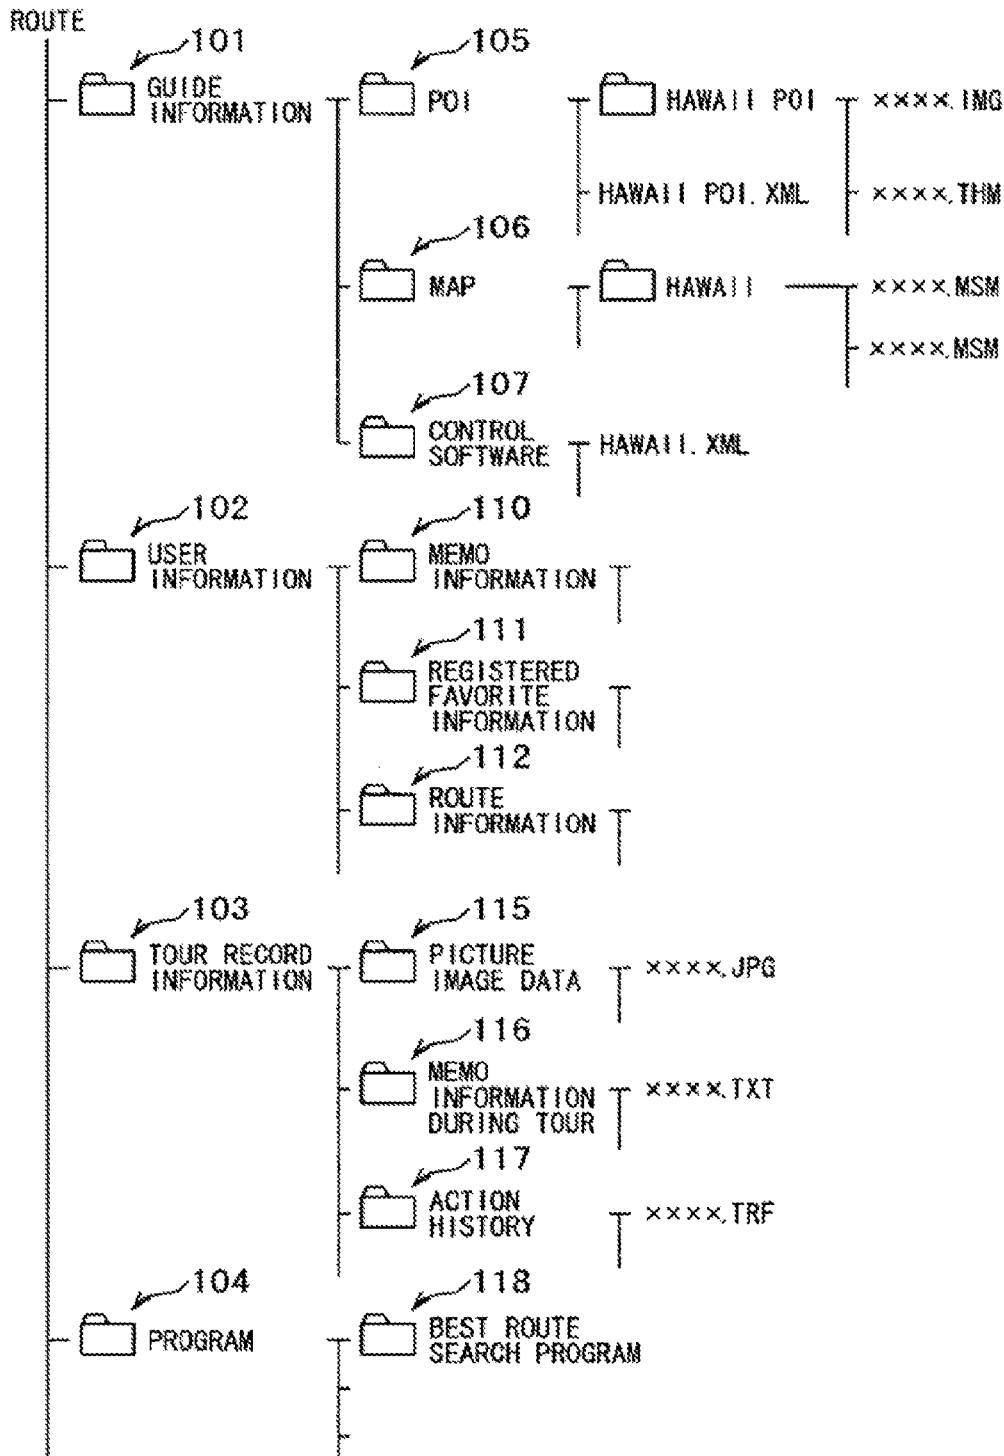 ROUTE
101
GUIDE
INFORMATION
105
POI
HAWAII POI
××××.IMG
HAWAII POI.XML
××××.THM
106
MAP
HAWAII
××××.MSM
××××.MSM
107
CONTROL
SOFTWARE
HAWAII.XML
102
USER
INFORMATION
110
MEMO
INFORMATION
111
REGISTERED
FAVORITE
INFORMATION
112
ROUTE
INFORMATION
103
TOUR RECORD
INFORMATION
115
PICTURE
IMAGE DATA
××××.JPG
116
MEMO
INFORMATION
DURING TOUR
××××.TXT
117
ACTION
HISTORY
××××.TRF
104
PROGRAM
118
BEST ROUTE
SEARCH PROGRAM